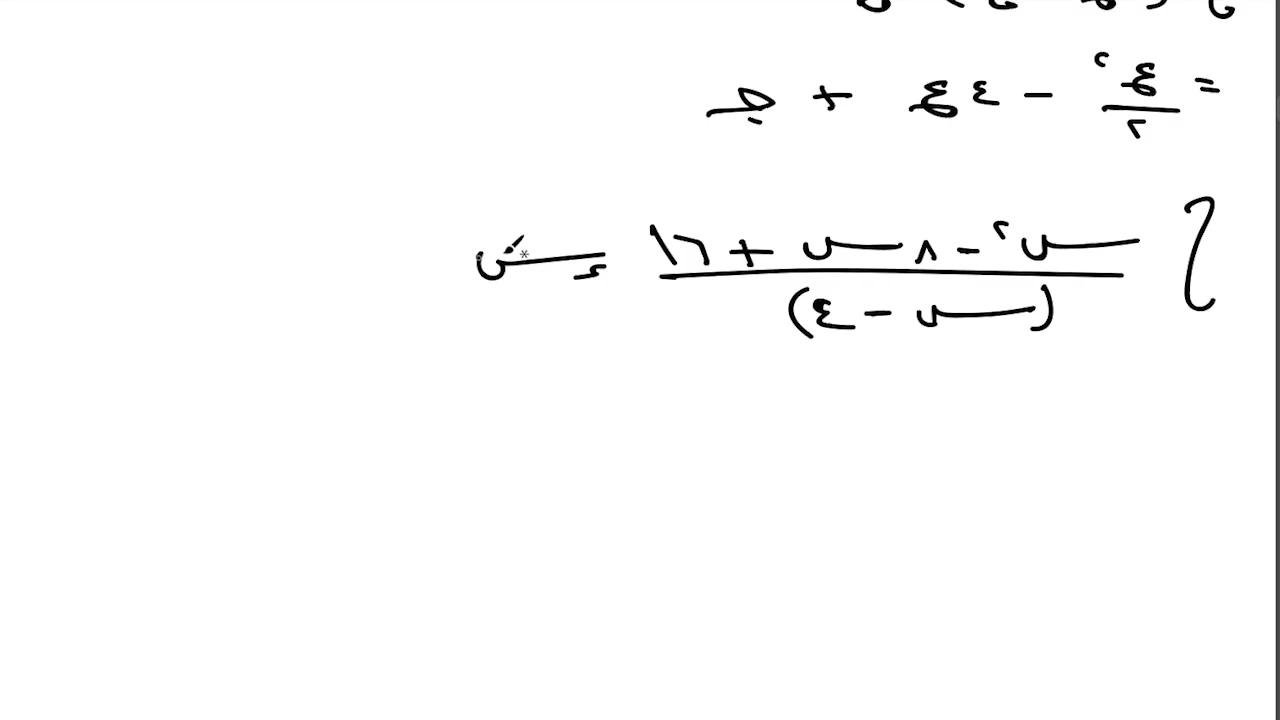 = ع²/٢ - ٤ع + جـ
∫ (س² - ٨س + ١٦)/(س - ٤) ءس